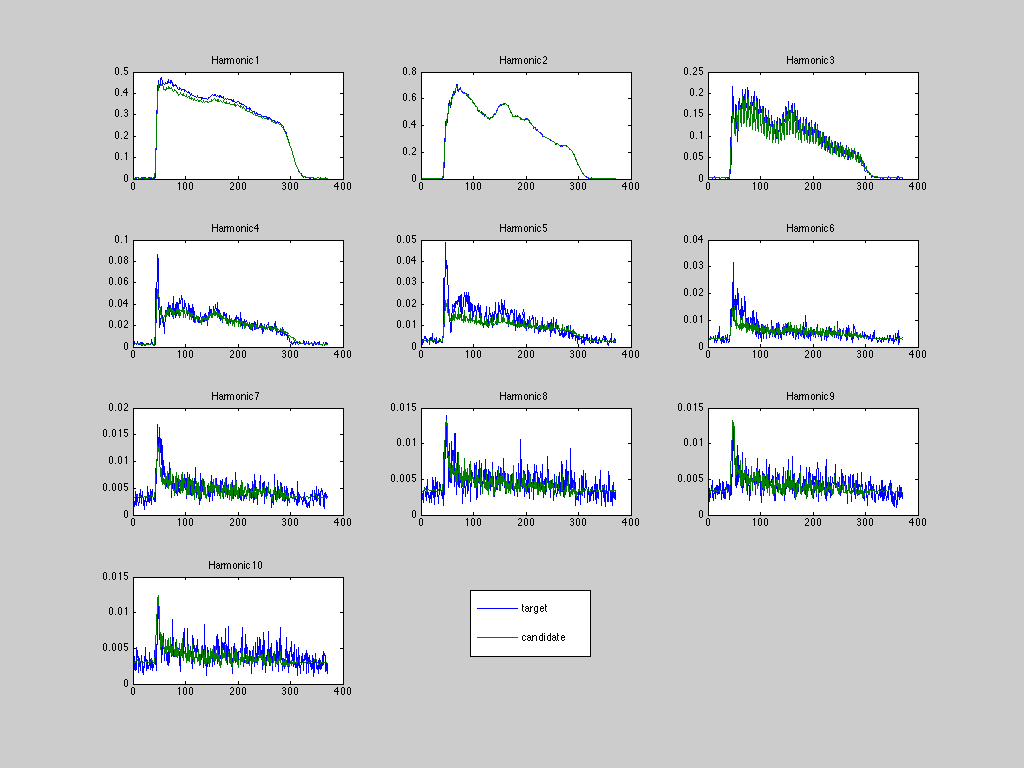 Harmonic1 Harmonic2 Harmonic3
0.5 0.8 0.25
0.4 0.6 0.2
0.3 0.4 0.15
0.2 0.2 0.1
0.1 0 0.05
0 0
0 100 200 300 400 0 100 200 300 400 0 100 200 300 400
Harmonic4 Harmonic5 Harmonic6
0.1 0.05 0.04
0.08 0.04 0.03
0.06 0.03 0.02
0.04 0.02 0.01
0.02 0.01 0
0 0
0 100 200 300 400 0 100 200 300 400 0 100 200 300 400
Harmonic7 Harmonic8 Harmonic9
0.02 0.015 0.015
0.015 0.01 0.01
0.01 0.005 0.005
0.005 0 0
0
0 100 200 300 400 0 100 200 300 400 0 100 200 300 400
Harmonic10
0.015
0.01
0.005
0
0 100 200 300 400
target
candidate